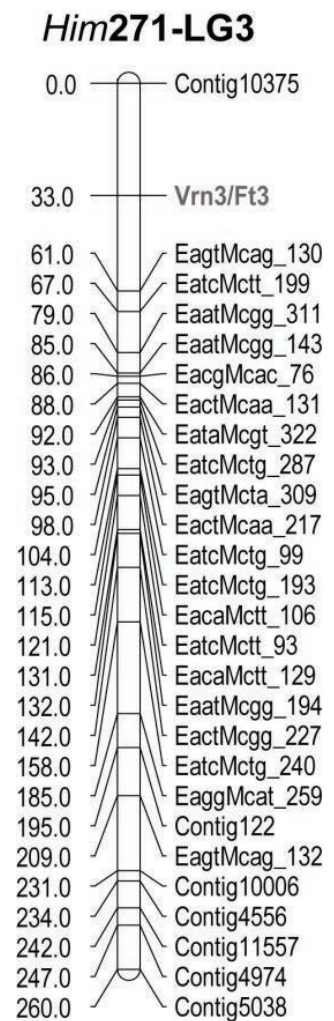 Him271-LG3
0.0 Contig10375
33.0 Vrn3/Ft3
61.0 EagtMcag_130
67.0 EatcMctt_199
79.0 EaatMcgg_311
85.0 EaatMcgg_143
86.0 EacgMcac_76
88.0 EactMcaa_131
92.0 EataMcgt_322
93.0 EatcMctg_287
95.0 EagtMcta_309
98.0 EactMcaa_217
104.0 EatcMctg_99
113.0 EatcMctg_193
115.0 EacaMctt_106
121.0 EatcMctt_93
131.0 EacaMctt_129
132.0 EaatMcgg_194
142.0 EactMcgg_227
158.0 EatcMctg_240
185.0 EaggMcat_259
195.0 Contig122
209.0 EagtMcag_132
231.0 Contig10006
234.0 Contig4556
242.0 Contig11557
247.0 Contig4974
260.0 Contig5038